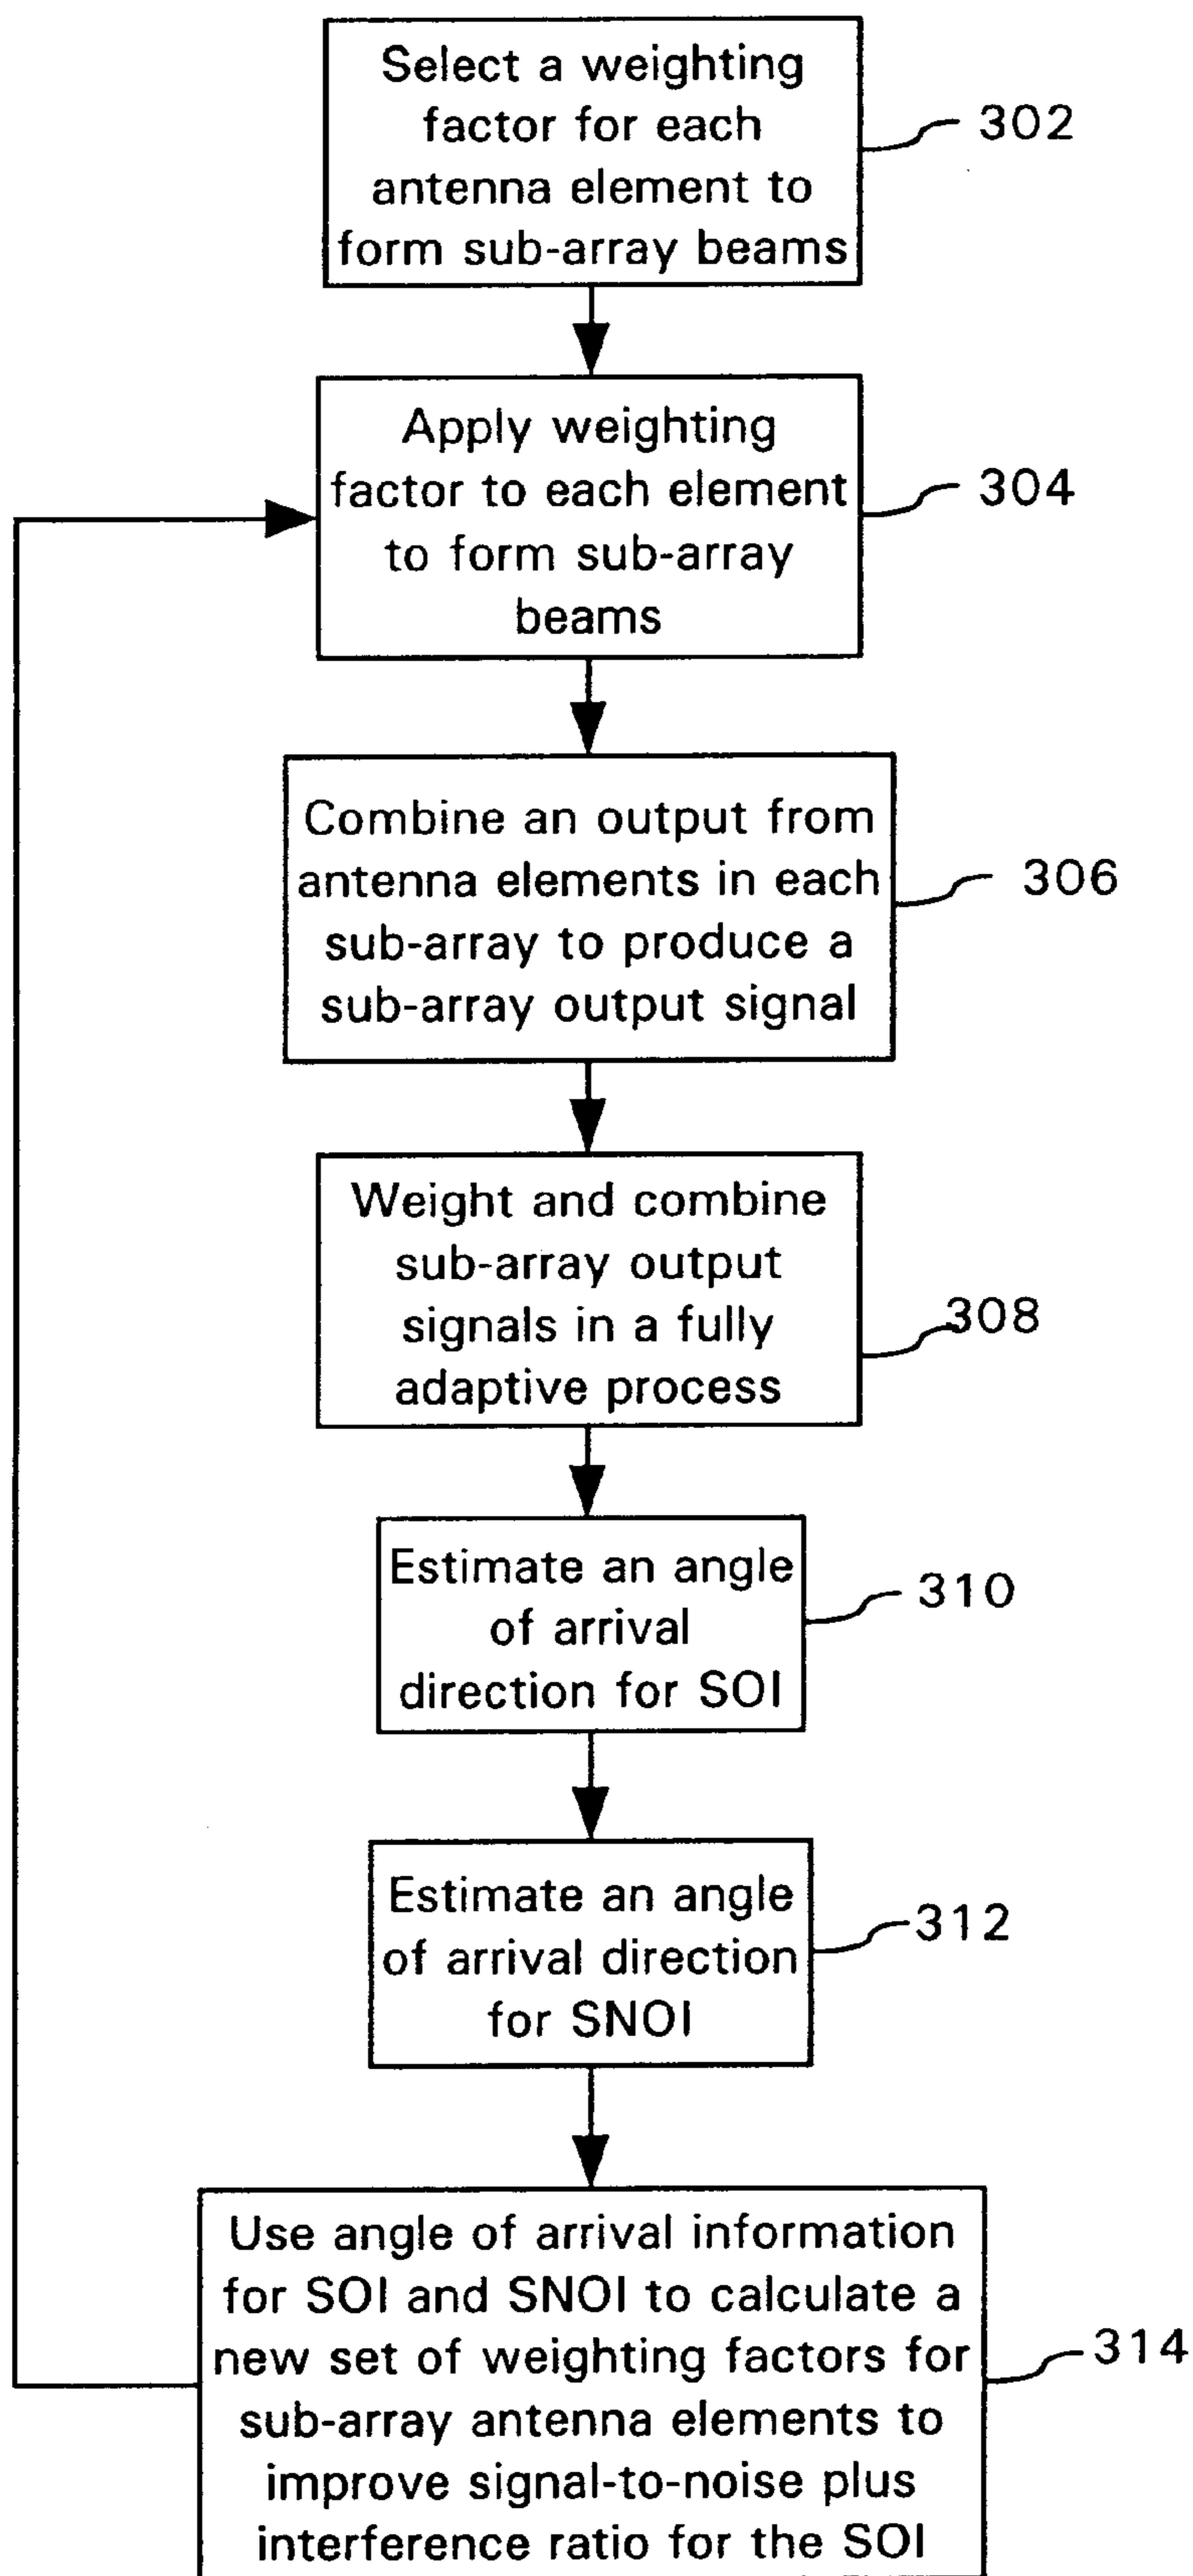 Select a weighting
factor for each
antenna element to
form sub-array beams
302
Apply weighting
factor to each element
to form sub-array
beams
304
Combine an output from
antenna elements in each
sub-array to produce a
sub-array output signal
306
Weight and combine
sub-array output
signals in a fully
adaptive process
308
Estimate an angle
of arrival
direction for SOI
310
Estimate an angle
of arrival direction
for SNOI
312
Use angle of arrival information
for SOI and SNOI to calculate a
new set of weighting factors for
sub-array antenna elements to
improve signal-to-noise plus
interference ratio for the SOI
314